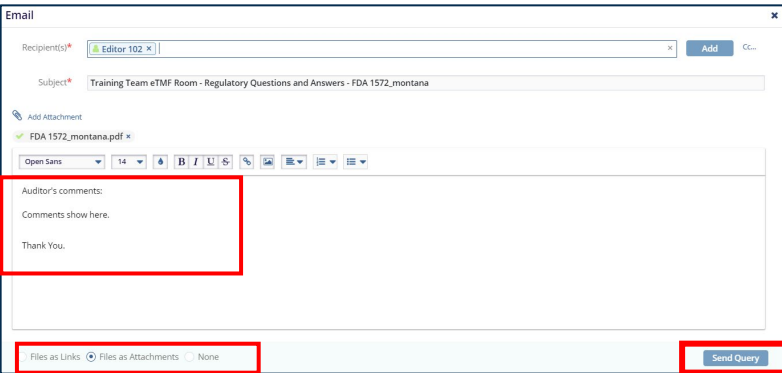 Email ×
Recipient(s)* Editor 102 × × Add Cc...
Subject* Training Team eTMF Room - Regulatory Questions and Answers - FDA 1572_montana
Add Attachment
FDA 1572_montana.pdf ×
Open Sans 14 B I U S
Auditor's comments:
Comments show here.
Thank You.
Files as Links Files as Attachments None Send Query